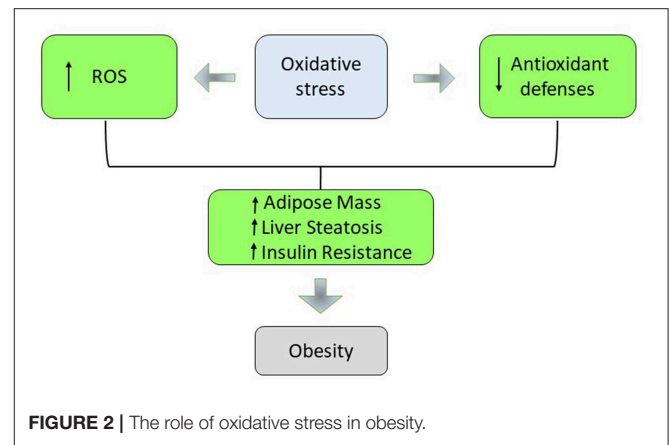 ↑ ROS
Oxidative
stress
↓ Antioxidant
defenses
↑ Adipose Mass
↑ Liver Steatosis
↑ Insulin Resistance
Obesity
FIGURE 2 | The role of oxidative stress in obesity.